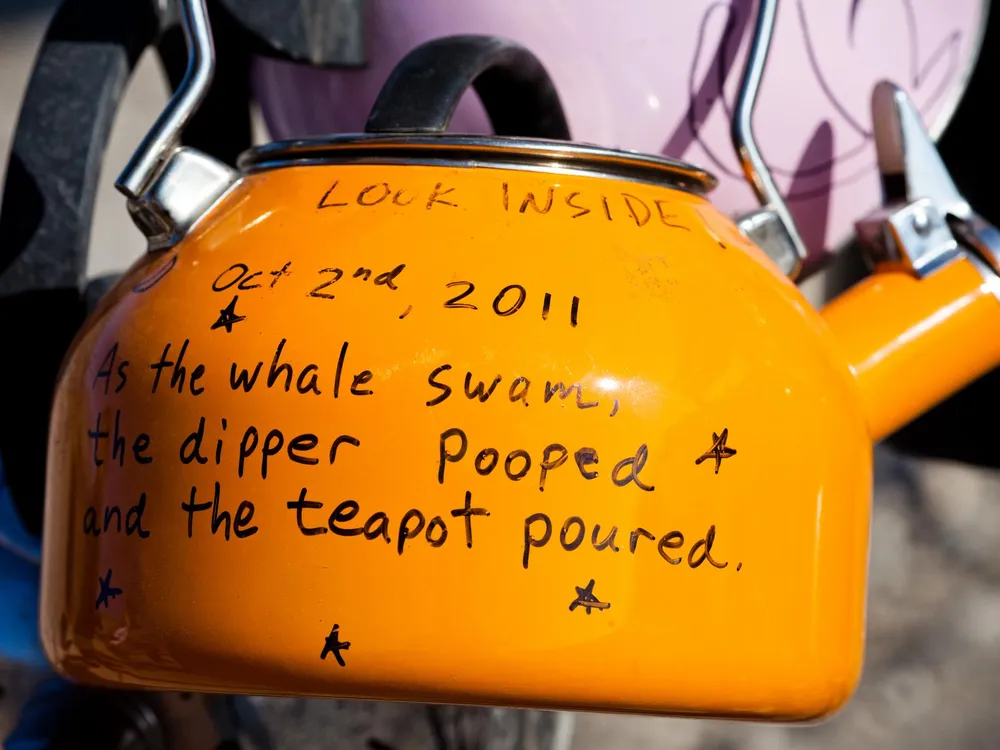 LOOK INSIDE
Oct 2nd, 2011
As the whale swam,
the dipper pooped
and the teapot poured.